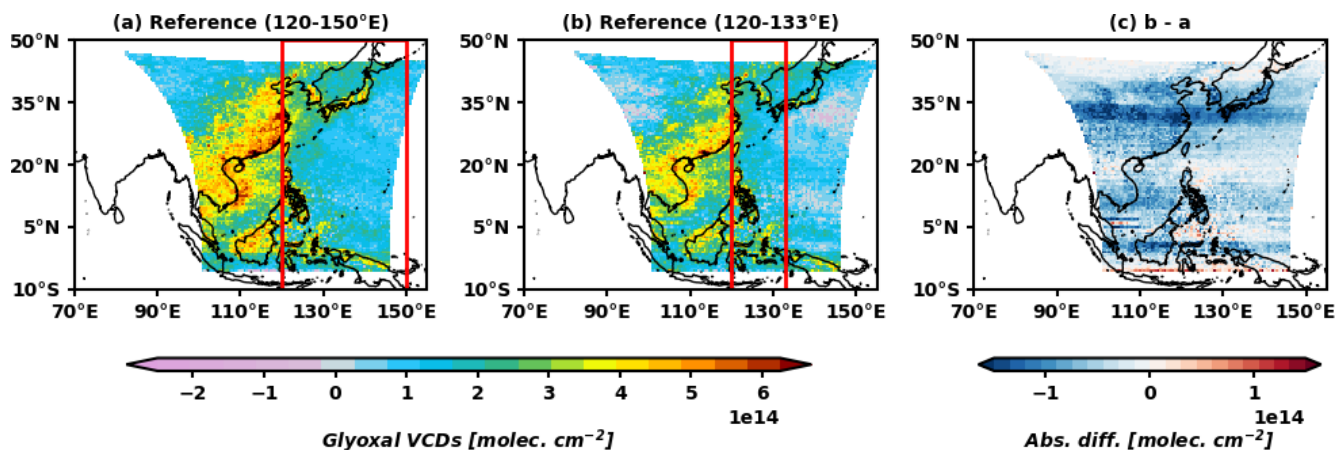 (a) Reference (120-150°E)
(b) Reference (120-133°E)
(c) b - a
50°N
35°N
20°N
5°N
10°S
70°E
90°E
110°E
130°E
150°E
50°N
35°N
20°N
5°N
10°S
70°E
90°E
110°E
130°E
150°E
50°N
35°N
20°N
5°N
10°S
70°E
90°E
110°E
130°E
150°E
−2 −1 0 1 2 3 4 5 6
1e14
Glyoxal VCDs [molec. cm⁻²]
−1 0 1
1e14
Abs. diff. [molec. cm⁻²]